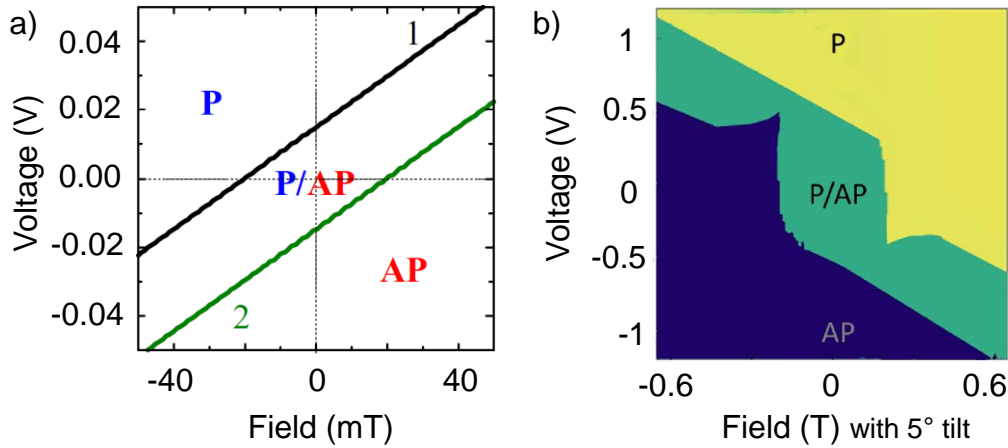 a)
Voltage (V)
0.04
0.02
0.00
-0.02
-0.04
1
P
P/AP
AP
2
-40
0
40
Field (mT)
b)
Voltage (V)
1
0.5
0
-0.5
-1
P
P/AP
AP
-0.6
0
0.6
Field (T) with 5° tilt